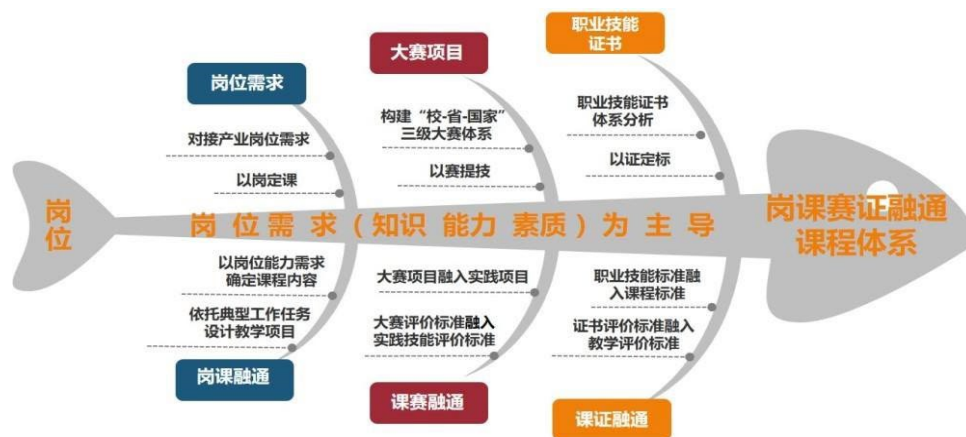 职业技能
证书
大赛项目
岗位需求
职业技能证书
体系分析
构建“校-省-国家”
三级大赛体系
对接产业岗位需求
以证定标
以赛提技
以岗定课
岗位
岗位需求（知识 能力 素质）为主导
岗课赛证融通
课程体系
以岗位能力需求
确定课程内容
大赛项目融入实践项目
职业技能标准融
入课程标准
依托典型工作任务
设计教学项目
大赛评价标准融入
实践技能评价标准
证书评价标准融入
教学评价标准
岗课融通
课赛融通
课证融通